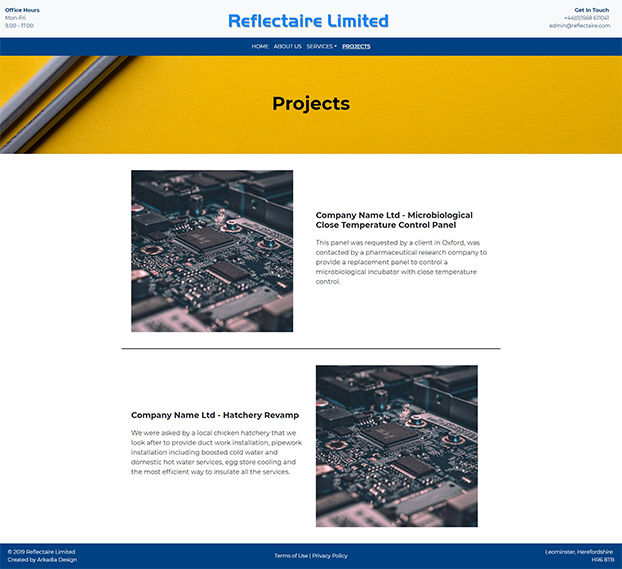 Office Hours
Mon-Fri
9.00 - 17.00
Reflectaire Limited
Get In Touch
+44(0)1568 611041
admin@reflectaire.com
HOME ABOUT US SERVICES PROJECTS
Projects
Company Name Ltd - Microbiological
Close Temperature Control Panel
This panel was requested by a client in Oxford, was
contacted by a pharmaceutical research company to
provide a replacement panel to control a
microbiological incubator with close temperature
control.
Company Name Ltd - Hatchery Revamp
We were asked by a local chicken hatchery that we
look after to provide duct work installation, pipework
installation including boosted cold water and
domestic hot water services, egg store cooling and
the most efficient way to insulate all the services.
© 2019 Reflectaire Limited
Created by Arkadia Design
Terms of Use | Privacy Policy
Leominster, Herefordshire
HR6 8TB